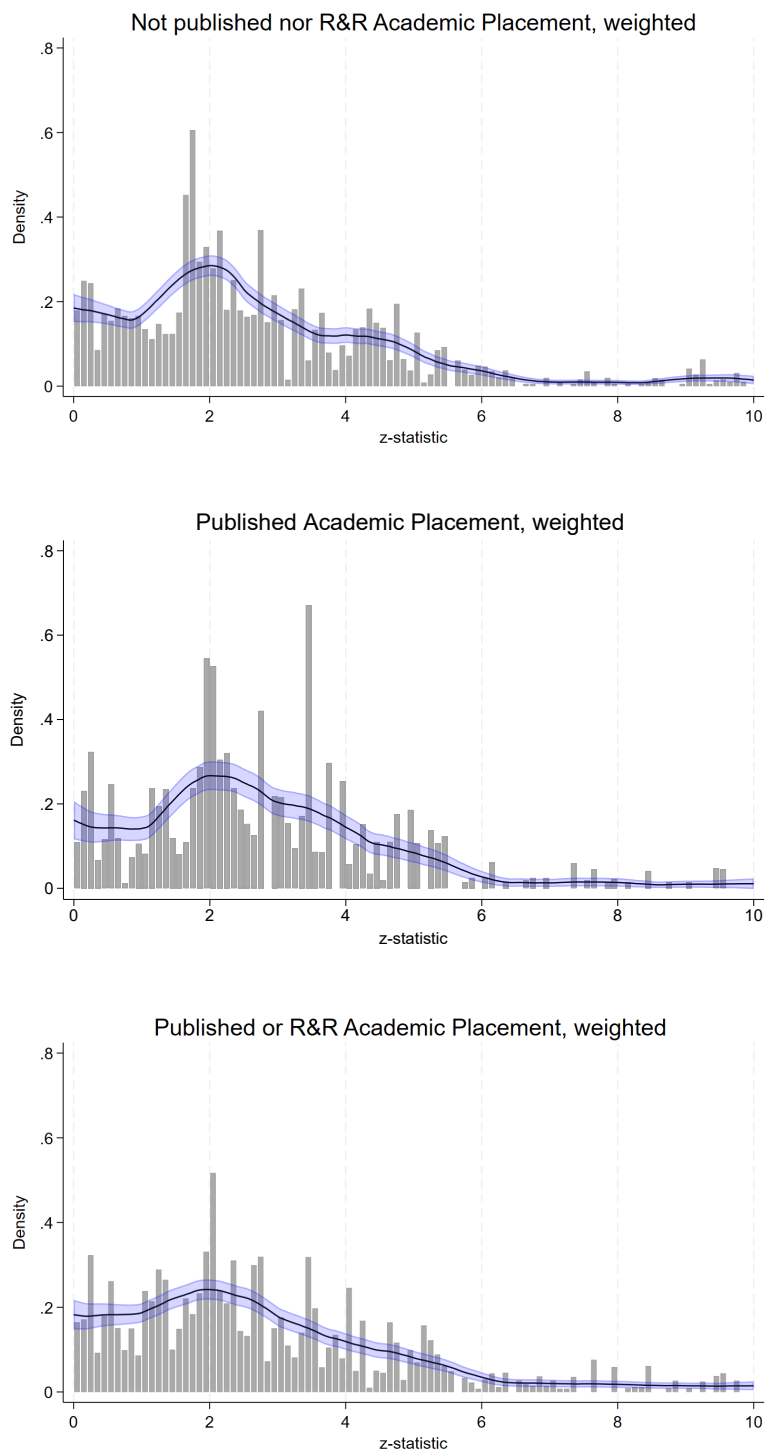 Not published nor R&R Academic Placement, weighted
.8
.6
.4
.2
0
Density
0 2 4 6 8 10
z-statistic
Published Academic Placement, weighted
.8
.6
.4
.2
0
Density
0 2 4 6 8 10
z-statistic
Published or R&R Academic Placement, weighted
.8
.6
.4
.2
0
Density
0 2 4 6 8 10
z-statistic